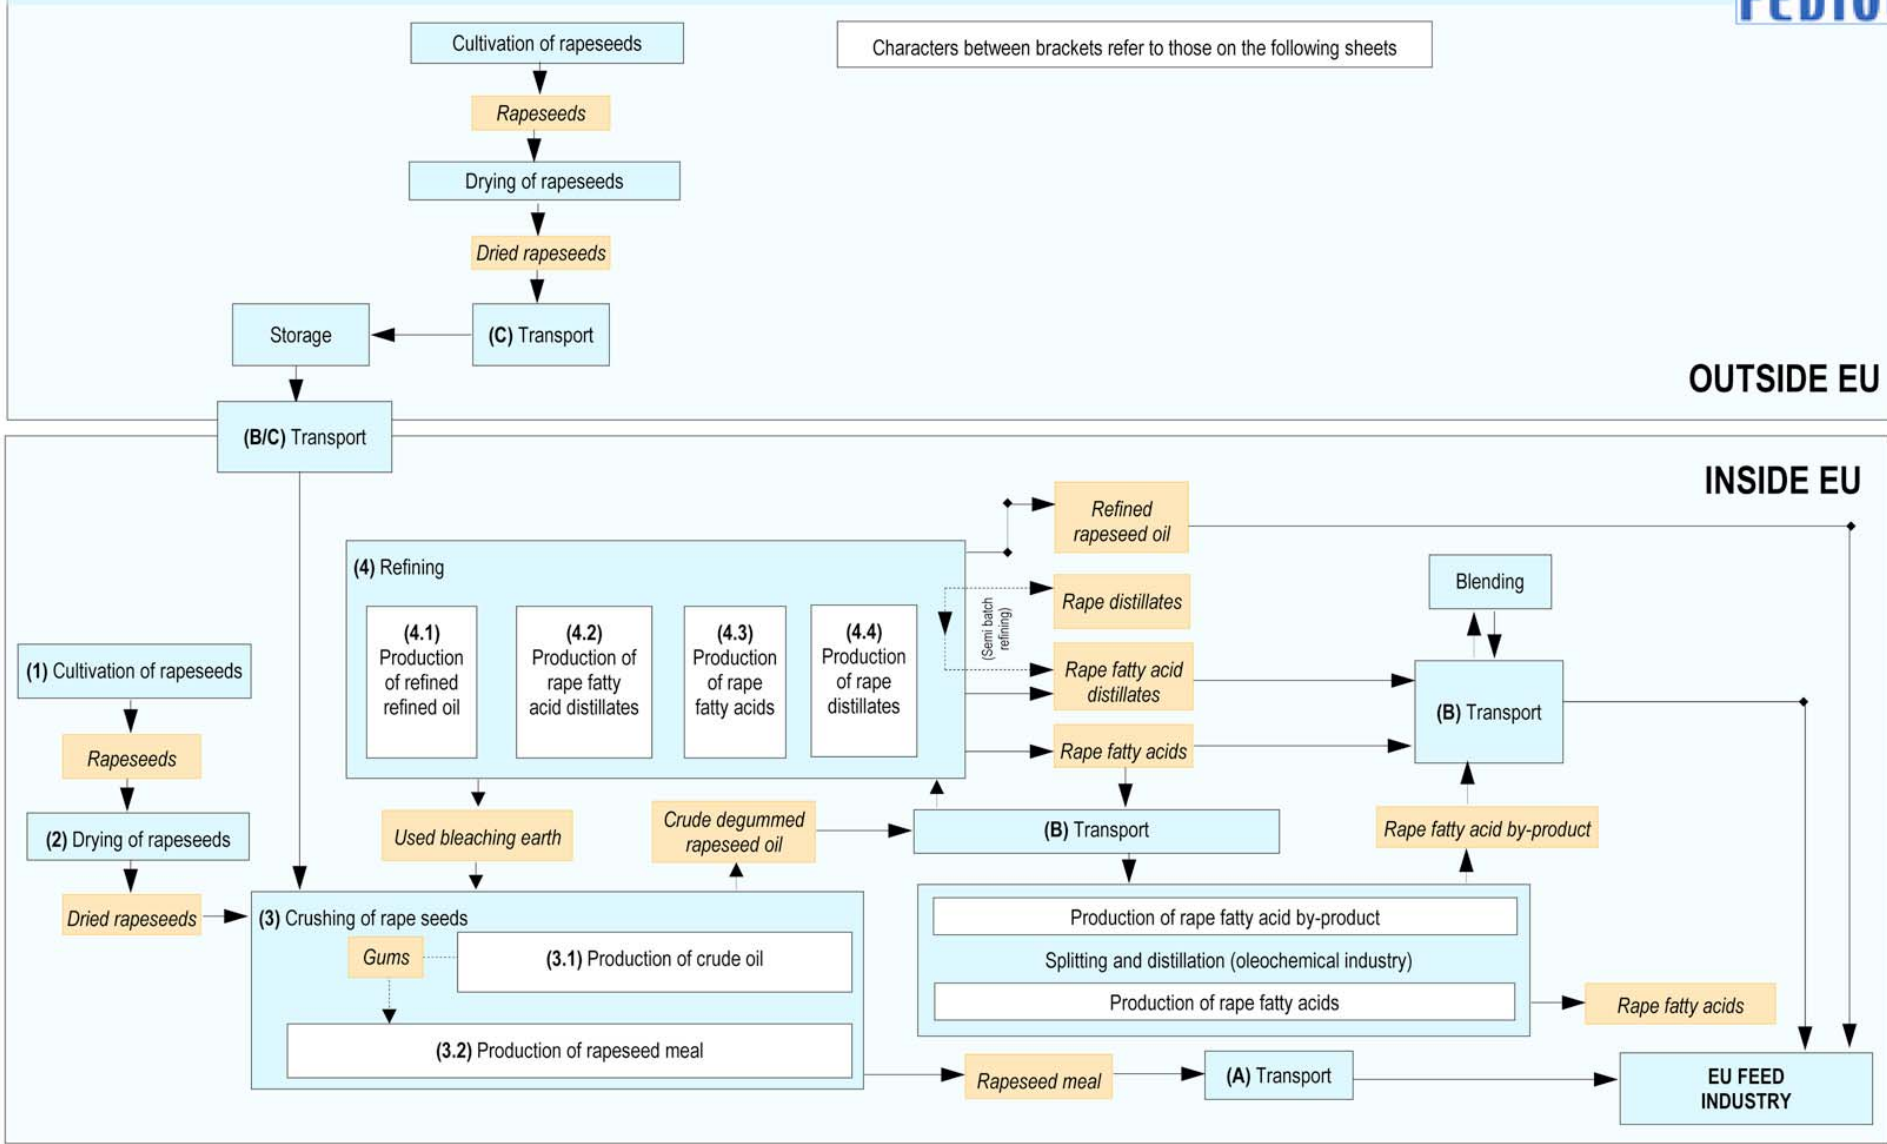 Cultivation of rapeseeds
Characters between brackets refer to those on the following sheets
Rapeseeds
Drying of rapeseeds
Dried rapeseeds
Storage
(C) Transport
OUTSIDE EU
(B/C) Transport
INSIDE EU
Refined
rapeseed oil
(4) Refining
Blending
(4.1)
Production
of refined
refined oil
(4.2)
Production of
rape fatty
acid distillates
(4.3)
Production
of rape
fatty acids
(4.4)
Production
of rape
distillates
(Semi batch
refining)
Rape distillates
Rape fatty acid
distillates
Rape fatty acids
(B) Transport
(1) Cultivation of rapeseeds
Rapeseeds
(2) Drying of rapeseeds
Dried rapeseeds
Used bleaching earth
Crude degummed
rapeseed oil
(B) Transport
Rape fatty acid by-product
(3) Crushing of rape seeds
Gums
(3.1) Production of crude oil
(3.2) Production of rapeseed meal
Production of rape fatty acid by-product
Splitting and distillation (oleochemical industry)
Production of rape fatty acids
Rape fatty acids
Rapeseed meal
(A) Transport
EU FEED
INDUSTRY